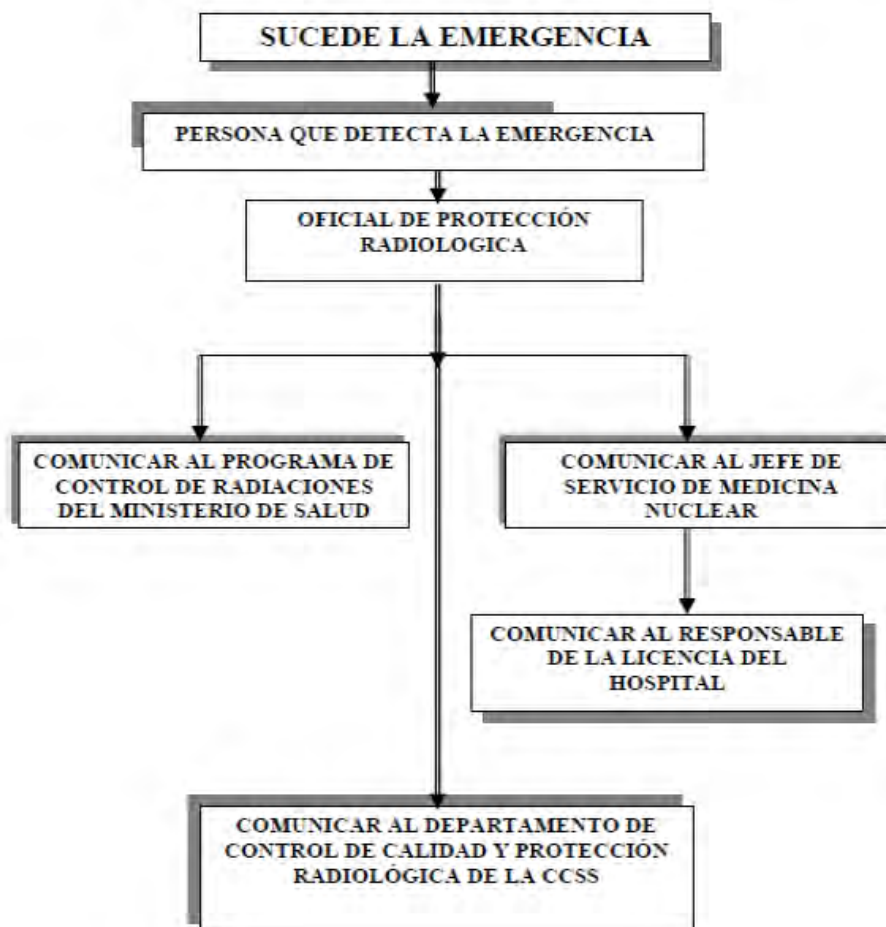 SUCEDE LA EMERGENCIA
PERSONA QUE DETECTA LA EMERGENCIA
OFICIAL DE PROTECCIÓN
RADIOLOGICA
COMUNICAR AL PROGRAMA DE
CONTROL DE RADIACIONES
DEL MINISTERIO DE SALUD
COMUNICAR AL JEFE DE
SERVICIO DE MEDICINA
NUCLEAR
COMUNICAR AL RESPONSABLE
DE LA LICENCIA DEL
HOSPITAL
COMUNICAR AL DEPARTAMENTO DE
CONTROL DE CALIDAD Y PROTECCIÓN
RADIOLÓGICA DE LA CCSS